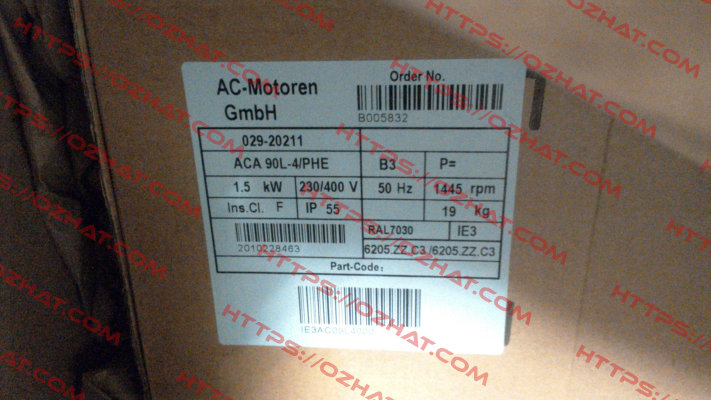 AC-Motoren
GmbH
Order No.
B005832
029-20211
ACA 90L-4/PHE B3 P=
1.5 kW 230/400 V 50 Hz 1445 rpm
Ins.Cl. F IP 55 19 kg
2010228463
RAL7030 IE3
6205.ZZ.C3./6205.ZZ.C3
Part-Code:
HTTPS://OZHAT.COM